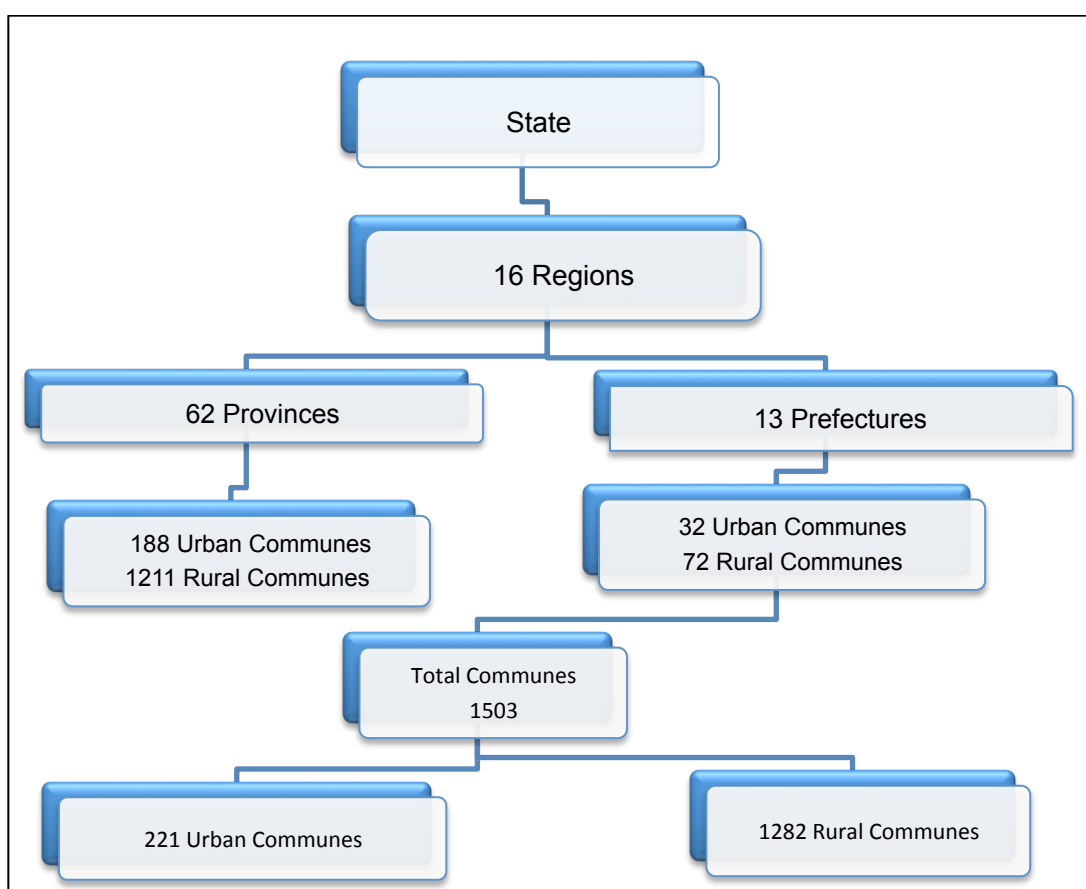 State
16 Regions
62 Provinces
13 Prefectures
188 Urban Communes
1211 Rural Communes
32 Urban Communes
72 Rural Communes
Total Communes
1503
221 Urban Communes
1282 Rural Communes